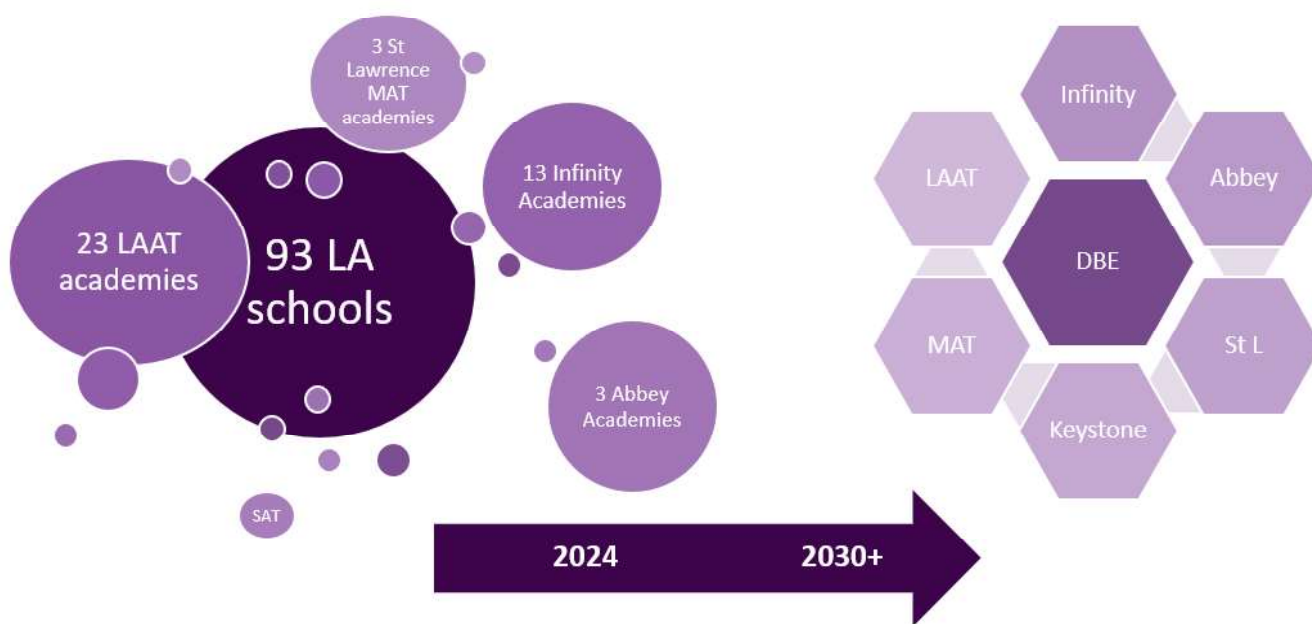 3 St
Lawrence
MAT
academies
13 Infinity
Academies
23 LAAT
academies
93 LA
schools
3 Abbey
Academies
SAT
2024
2030+
Infinity
LAAT
Abbey
DBE
MAT
St L
Keystone